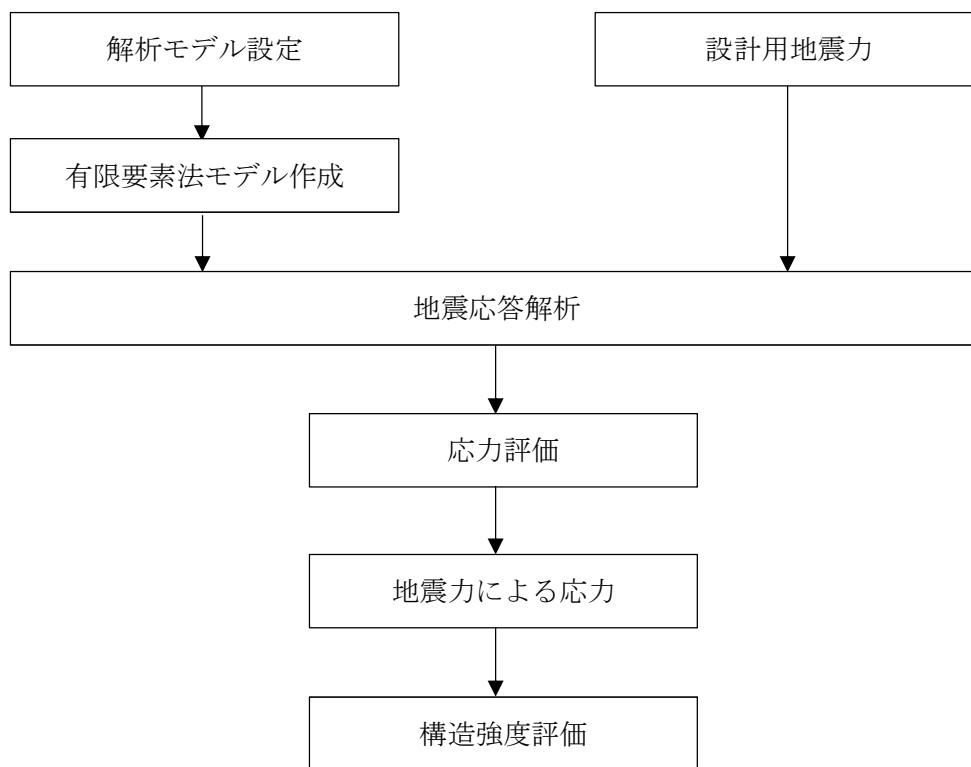 解析モデル設定
設計用地震力
有限要素法モデル作成
地震応答解析
応力評価
地震力による応力
構造強度評価